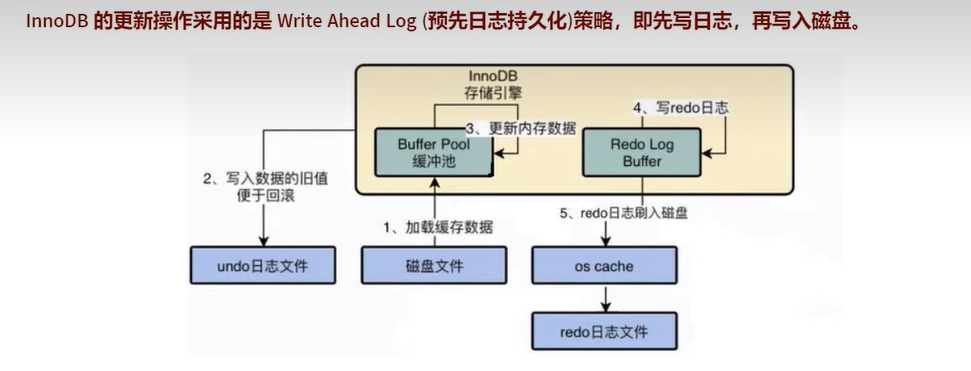 InnoDB 的更新操作采用的是 Write Ahead Log (预先日志持久化)策略，即先写日志，再写入磁盘。
InnoDB
存储引擎
4、写redo日志
3、更新内存数据
Buffer Pool
缓冲池
Redo Log
Buffer
2、写入数据的旧值
便于回滚
5、redo日志刷入磁盘
1、加载缓存数据
undo日志文件
磁盘文件
os cache
redo日志文件